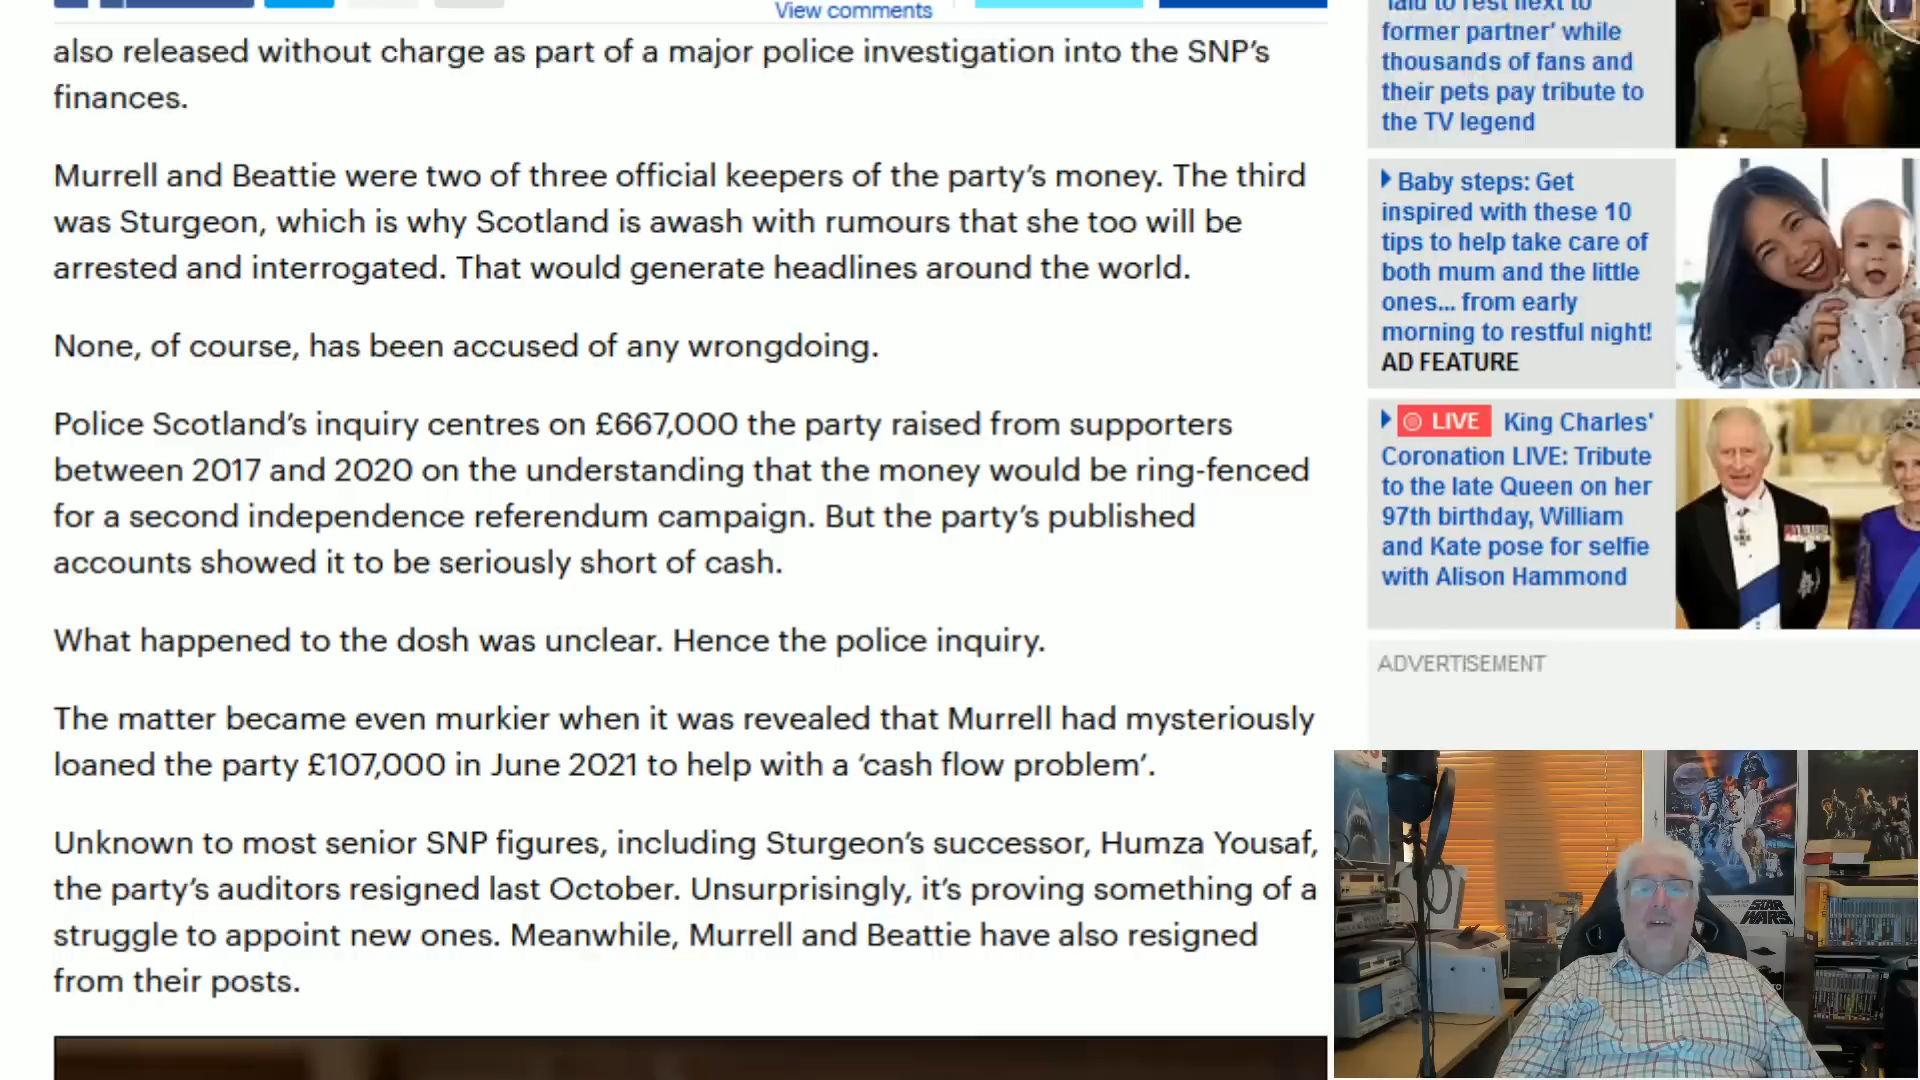 View comments
also released without charge as part of a major police investigation into the SNP’s
finances.
Murrell and Beattie were two of three official keepers of the party’s money. The third
was Sturgeon, which is why Scotland is awash with rumours that she too will be
arrested and interrogated. That would generate headlines around the world.
None, of course, has been accused of any wrongdoing.
Police Scotland’s inquiry centres on £667,000 the party raised from supporters
between 2017 and 2020 on the understanding that the money would be ring-fenced
for a second independence referendum campaign. But the party’s published
accounts showed it to be seriously short of cash.
What happened to the dosh was unclear. Hence the police inquiry.
The matter became even murkier when it was revealed that Murrell had mysteriously
loaned the party £107,000 in June 2021 to help with a ‘cash flow problem’.
Unknown to most senior SNP figures, including Sturgeon’s successor, Humza Yousaf,
the party’s auditors resigned last October. Unsurprisingly, it’s proving something of a
struggle to appoint new ones. Meanwhile, Murrell and Beattie have also resigned
from their posts.
'laid to rest next to
former partner' while
thousands of fans and
their pets pay tribute to
the TV legend
Baby steps: Get
inspired with these 10
tips to help take care of
both mum and the little
ones... from early
morning to restful night!
AD FEATURE
LIVE King Charles'
Coronation LIVE: Tribute
to the late Queen on her
97th birthday, William
and Kate pose for selfie
with Alison Hammond
ADVERTISEMENT
STAR
WARS